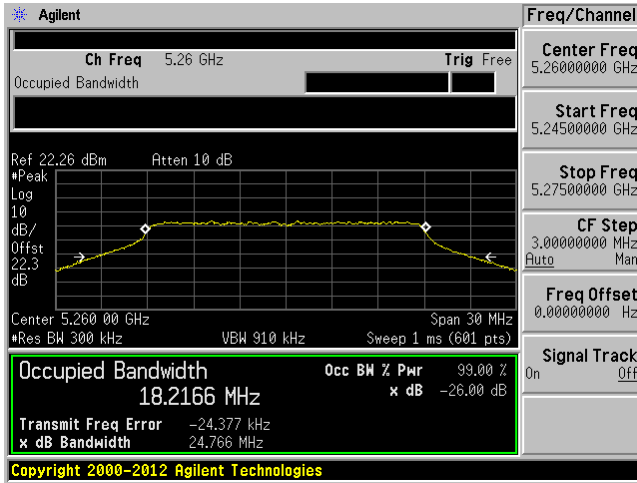 Agilent
Freq/Channel
Ch Freq 5.26 GHz Trig Free
Occupied Bandwidth
Center Freq
5.26000000 GHz
Start Freq
5.24500000 GHz
Stop Freq
5.27500000 GHz
CF Step
3.00000000 MHz
Auto Man
Freq Offset
0.00000000 Hz
Signal Track
On Off
Ref 22.26 dBm Atten 10 dB
#Peak
Log
10
dB/
Offst
22.3
dB
Center 5.260 00 GHz Span 30 MHz
#Res BW 300 kHz VBW 910 kHz Sweep 1 ms (601 pts)
Occupied Bandwidth
18.2166 MHz
Occ BW % Pwr 99.00 %
x dB -26.00 dB
Transmit Freq Error -24.377 kHz
x dB Bandwidth 24.766 MHz
Copyright 2000-2012 Agilent Technologies